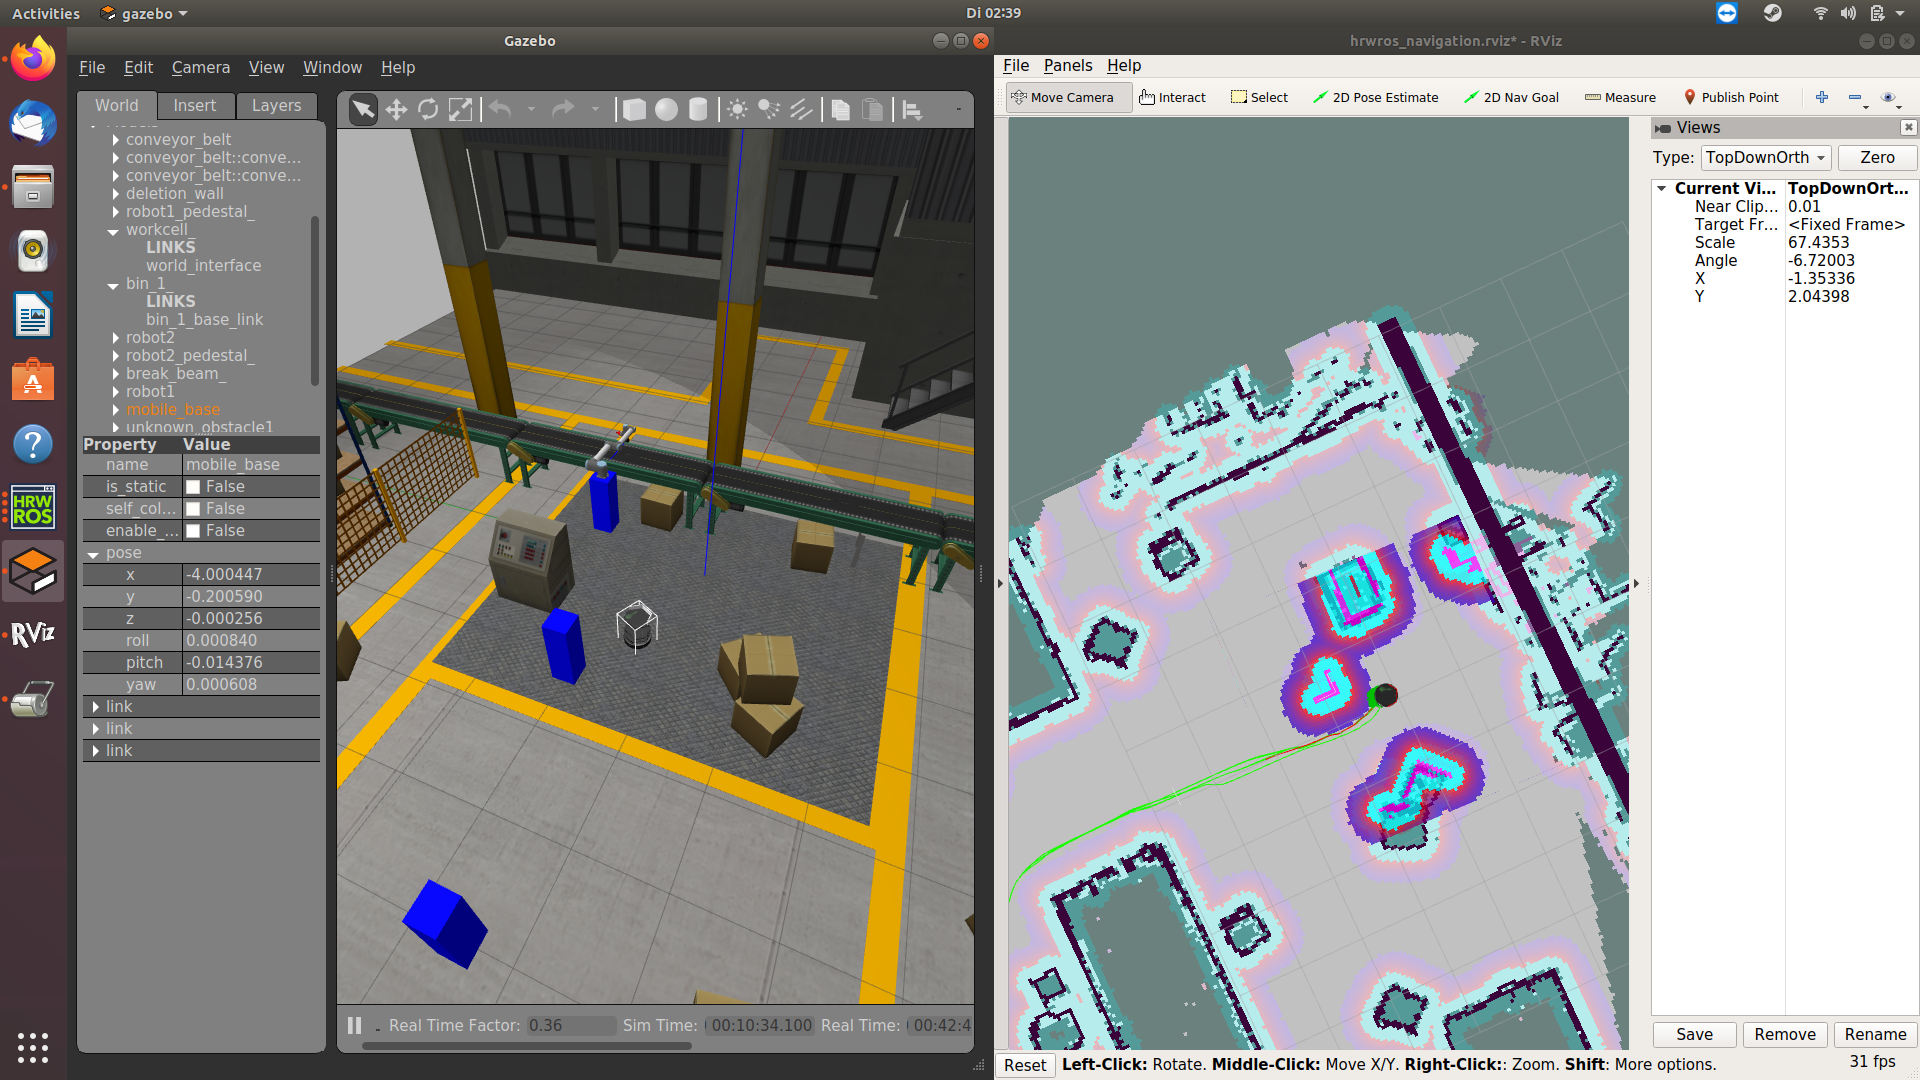 Activities
gazebo
Di 02:39
Gazebo
File Edit Camera View Window Help
World Insert Layers
conveyor_belt
conveyor_belt::conve...
conveyor_belt::conve...
deletion_wall
robot1_pedestal_
workcell_
LINKS
world_interface
bin_1_
LINKS
bin_1_base_link
robot2
robot2_pedestal_
break_beam_
robot1
mobile_base
unknown_obstacle1
Property Value
name mobile_base
is_static False
self_col... False
enable_... False
pose
x -4.000447
y -0.200590
z -0.000256
roll 0.000840
pitch -0.014376
yaw 0.000608
link
link
link
HRW
ROS
RViz
Real Time Factor: 0.36 Sim Time: 00:10:34.100 Real Time: 00:42:4
hrwros_navigation.rviz* - RViz
File Panels Help
Move Camera Interact Select 2D Pose Estimate 2D Nav Goal Measure Publish Point
Views
Type: TopDownOrth Zero
Current Vi... TopDownOrt...
Near Clip... 0.01
Target Fr... <Fixed Frame>
Scale 67.4353
Angle -6.72003
X -1.35336
Y 2.04398
Save Remove Rename
Reset Left-Click: Rotate. Middle-Click: Move X/Y. Right-Click:: Zoom. Shift: More options.
31 fps